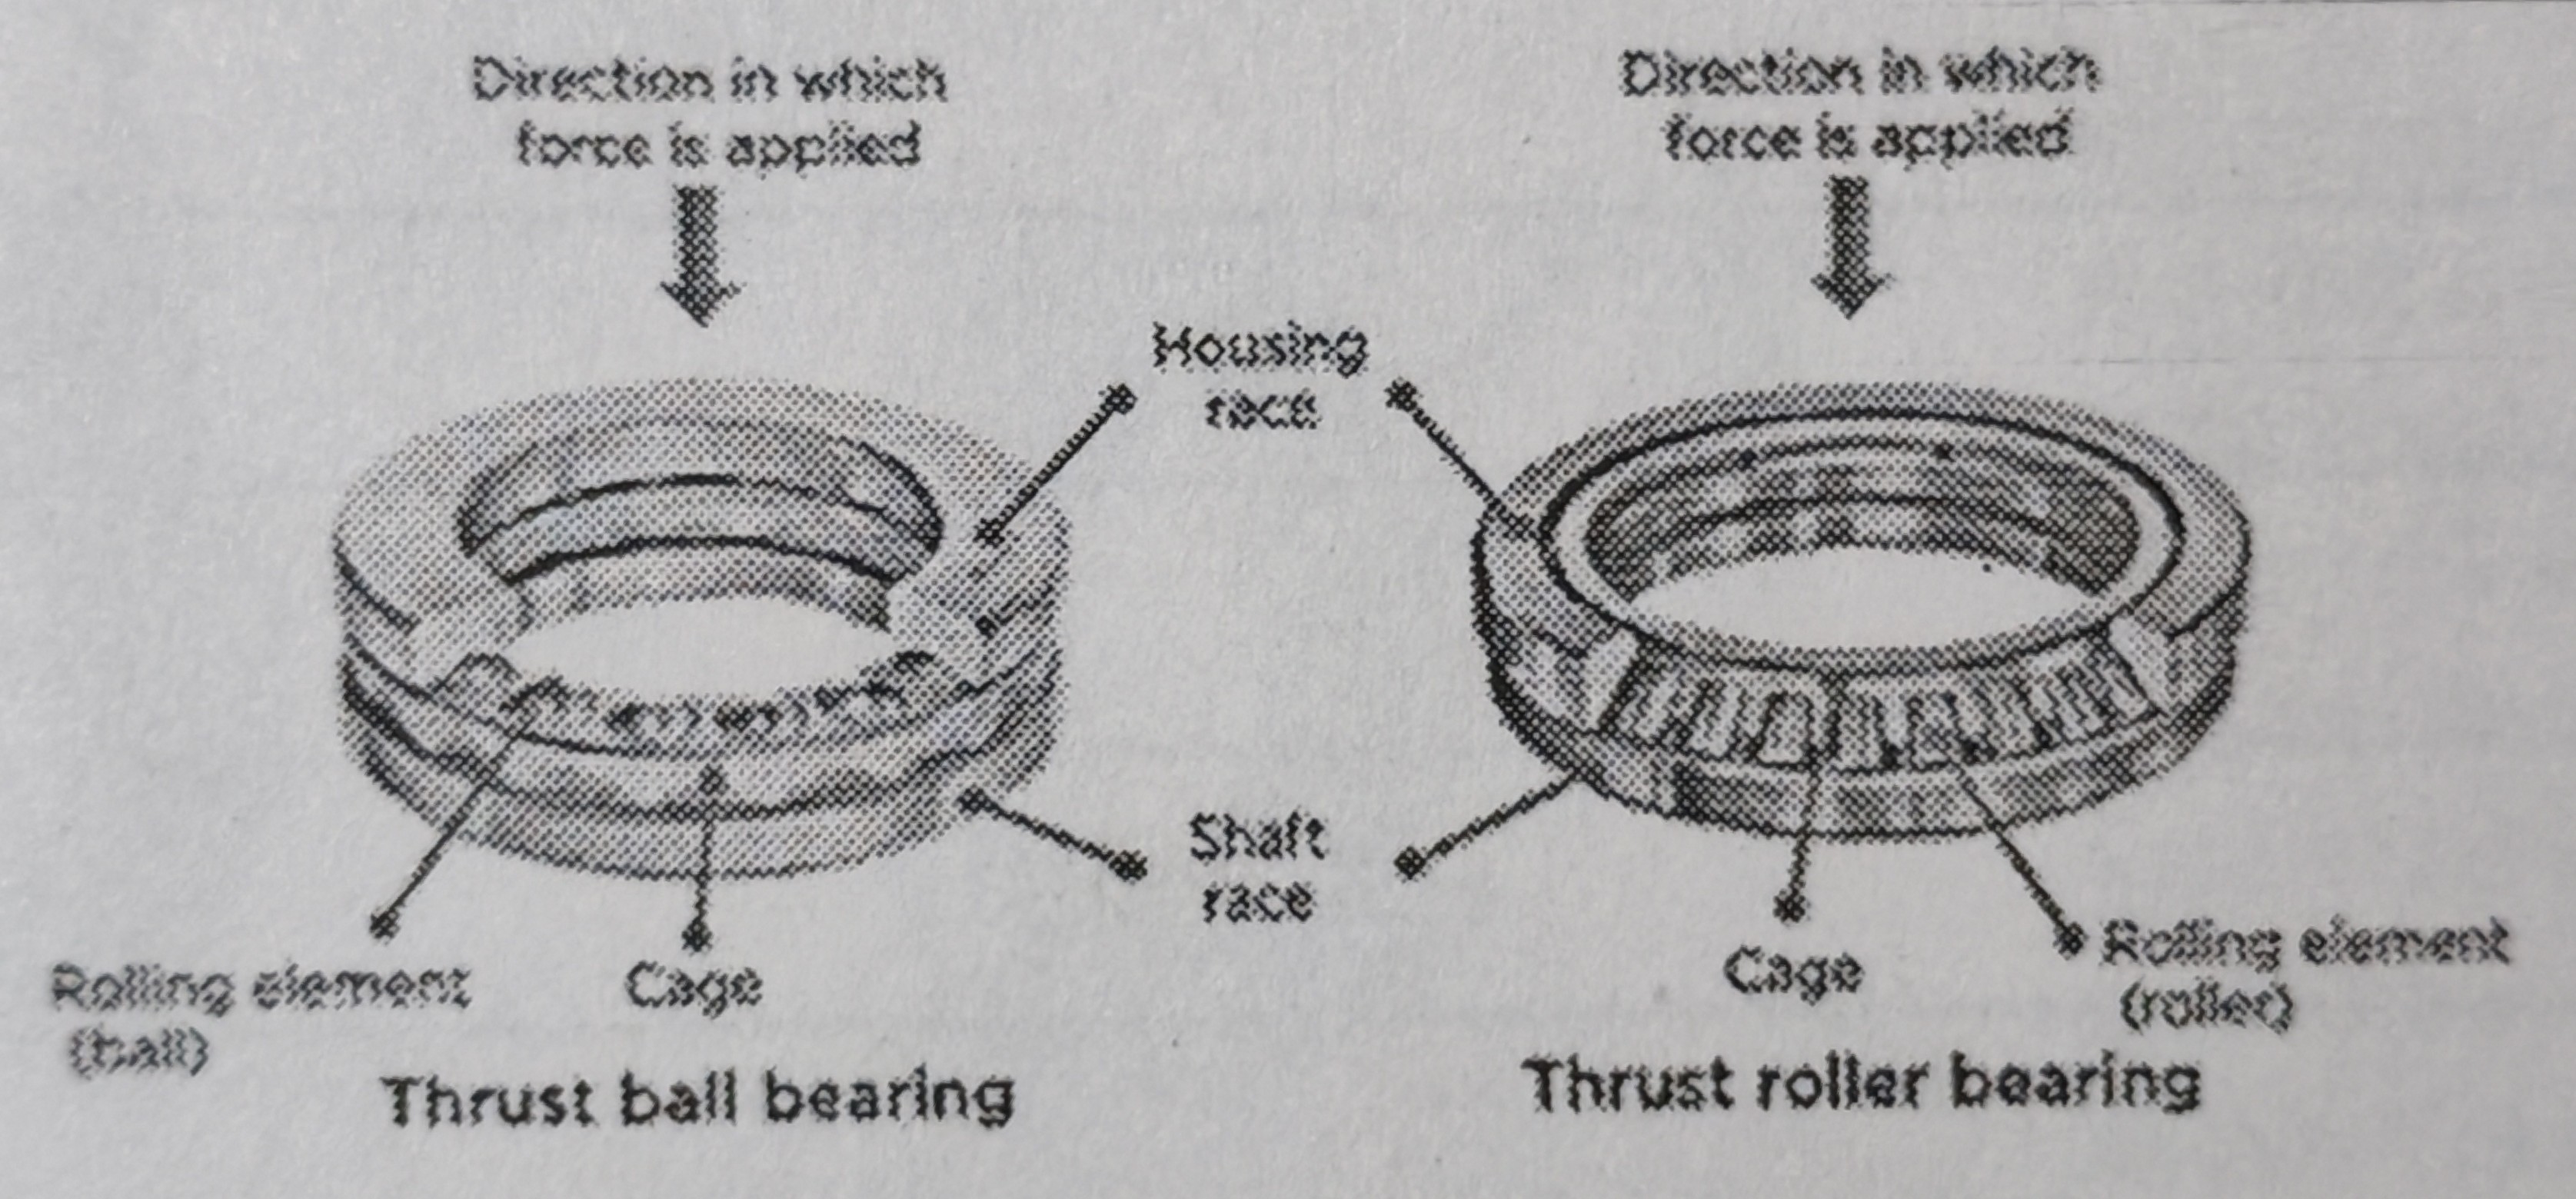 Direction in which
force is applied
Direction in which
force is applied
Housing
race
Shaft
race
Rolling element
(ball)
Cage
Cage
Rolling element
(roller)
Thrust ball bearing
Thrust roller bearing